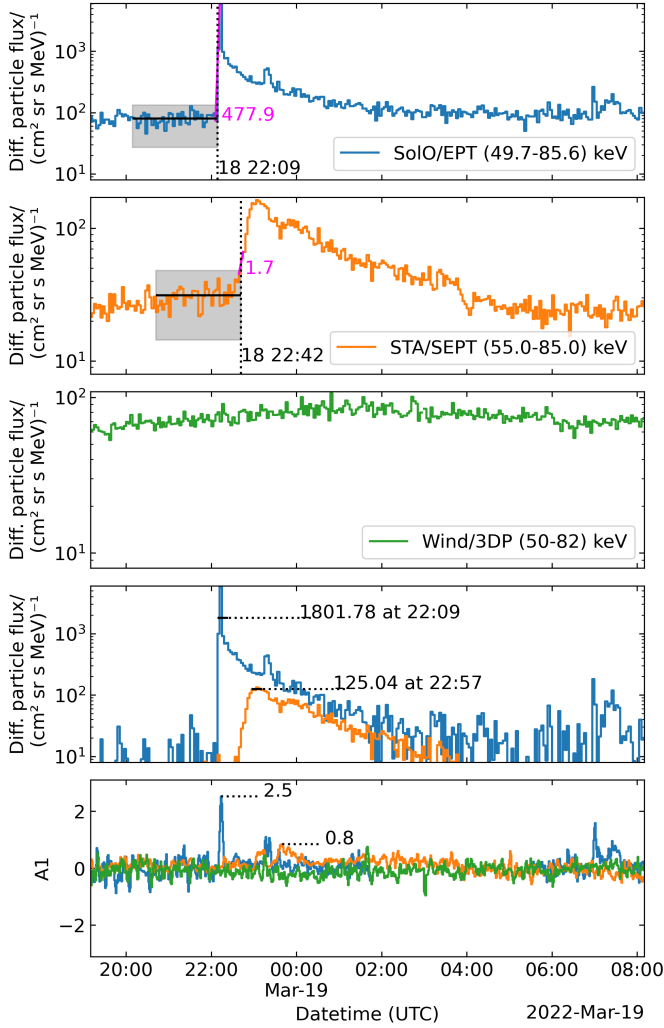 Diff. particle flux/
(cm² sr s MeV)⁻¹
10³
10²
10¹
477.9
18 22:09
SolO/EPT (49.7-85.6) keV
Diff. particle flux/
(cm² sr s MeV)⁻¹
10²
10¹
1.7
18 22:42
STA/SEPT (55.0-85.0) keV
Diff. particle flux/
(cm² sr s MeV)⁻¹
10²
10¹
Wind/3DP (50-82) keV
Diff. particle flux/
(cm² sr s MeV)⁻¹
10³
10²
10¹
1801.78 at 22:09
125.04 at 22:57
A1
2
0
−2
2.5
0.8
20:00 22:00 00:00 02:00 04:00 06:00 08:00
Mar-19
Datetime (UTC) 2022-Mar-19